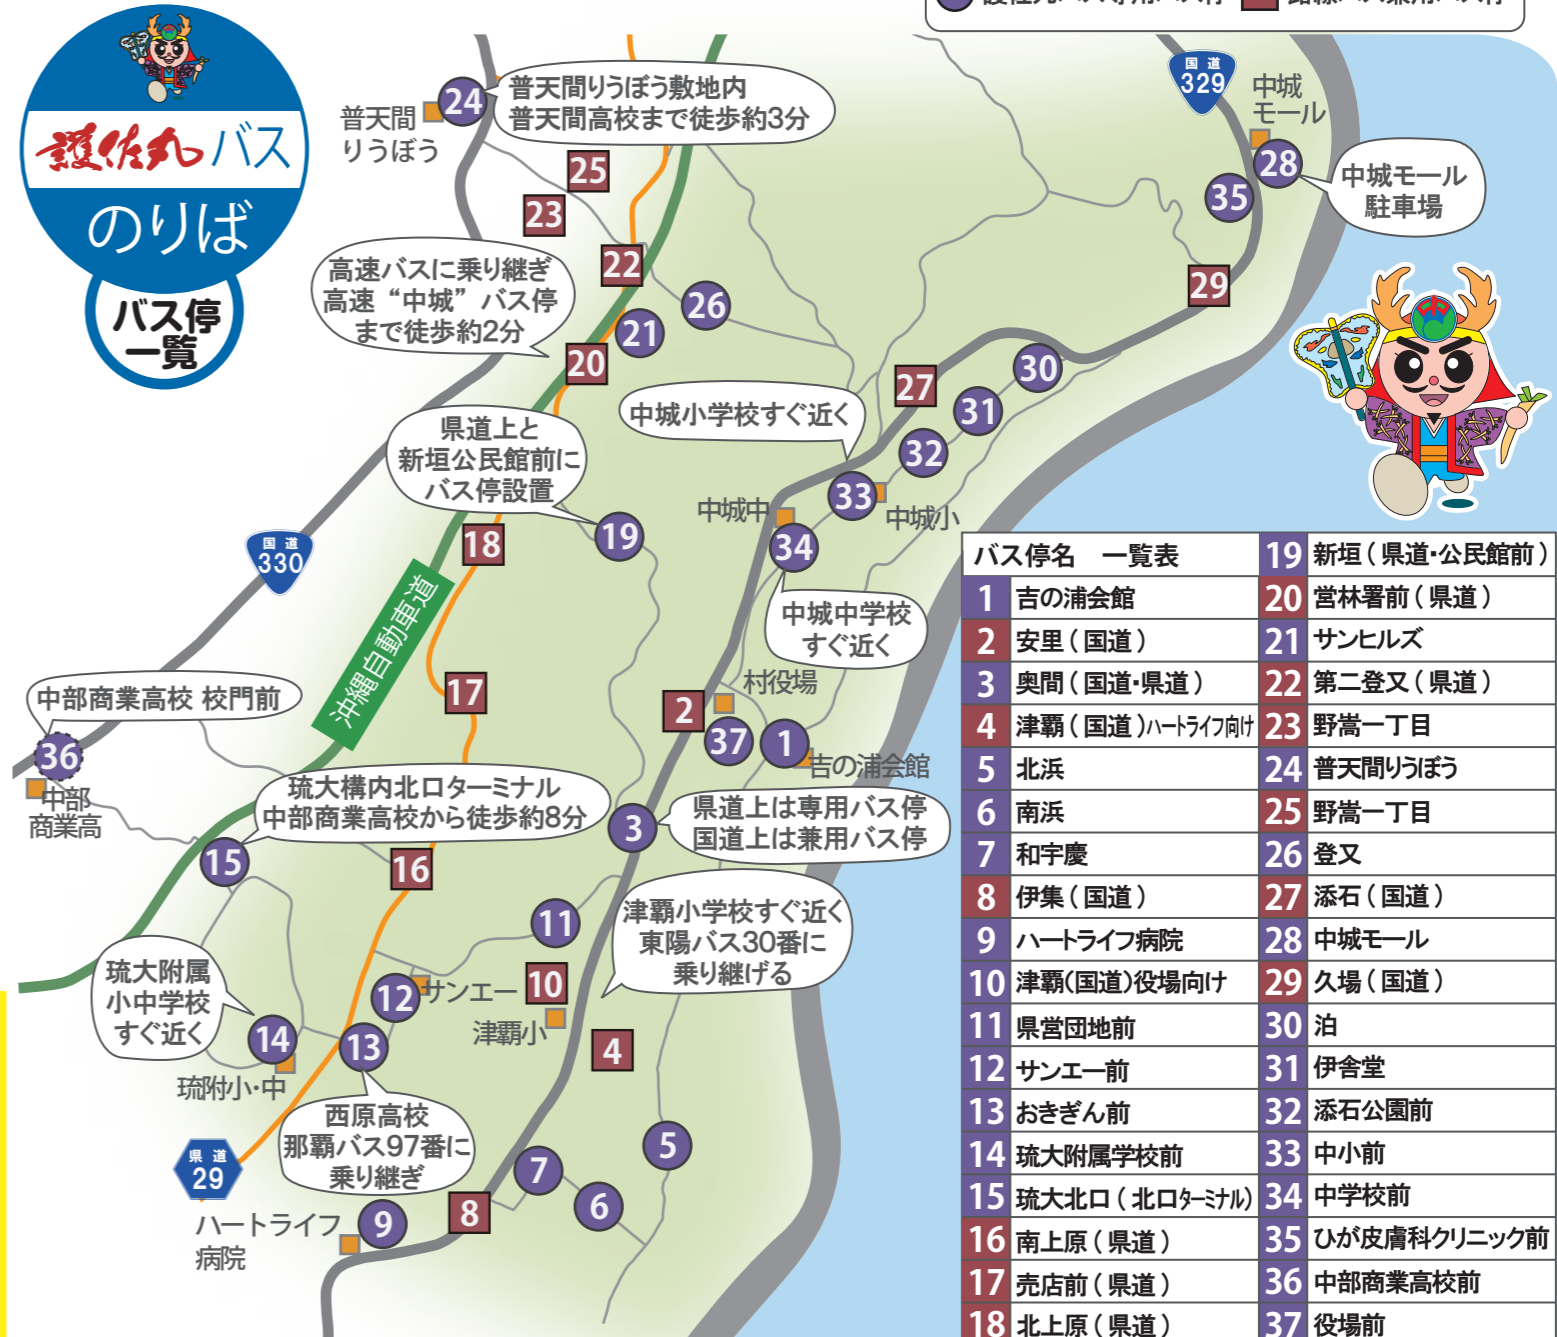 護佐丸バス専用バス停 路線バス兼用バス停
護佐丸バス
のりば
バス停
一覧
24
普天間
りうぼう
普天間りうぼう敷地内
普天間高校まで徒歩約3分
25
23
22
高速バスに乗り継ぎ
高速“中城”バス停
まで徒歩約2分
26
21
20
国道
329
中城
モール
28
35
中城モール
駐車場
29
30
27
31
32
中城小学校すぐ近く
33
中城小
県道上と
新垣公民館前に
バス停設置
中城中
34
19
18
中城中学校
すぐ近く
国道
330
沖縄自動車道
17
村役場
2
37
1
吉の浦会館
中部商業高校 校門前
36
中部
商業高
琉大構内北口ターミナル
中部商業高校から徒歩約8分
15
16
3
県道上は専用バス停
国道上は兼用バス停
11
津覇小学校すぐ近く
東陽バス30番に
乗り継げる
琉大附属
小中学校
すぐ近く
12
サンエー
10
津覇小
14
13
琉附小・中
4
西原高校
那覇バス97番に
乗り継ぎ
県道
29
5
7
6
8
9
ハートライフ
病院
バス停名 一覧表
1 吉の浦会館
2 安里(国道)
3 奥間(国道・県道)
4 津覇(国道)ハートライフ向け
5 北浜
6 南浜
7 和宇慶
8 伊集(国道)
9 ハートライフ病院
10 津覇(国道)役場向け
11 県営団地前
12 サンエー前
13 おきぎん前
14 琉大附属学校前
15 琉大北口(北口ターミナル)
16 南上原(県道)
17 売店前(県道)
18 北上原(県道)
19 新垣(県道・公民館前)
20 営林署前(県道)
21 サンヒルズ
22 第二登又(県道)
23 野嵩一丁目
24 普天間りうぼう
25 野嵩一丁目
26 登又
27 添石(国道)
28 中城モール
29 久場(国道)
30 泊
31 伊舎堂
32 添石公園前
33 中小前
34 中学校前
35 ひが皮膚科クリニック前
36 中部商業高校前
37 役場前